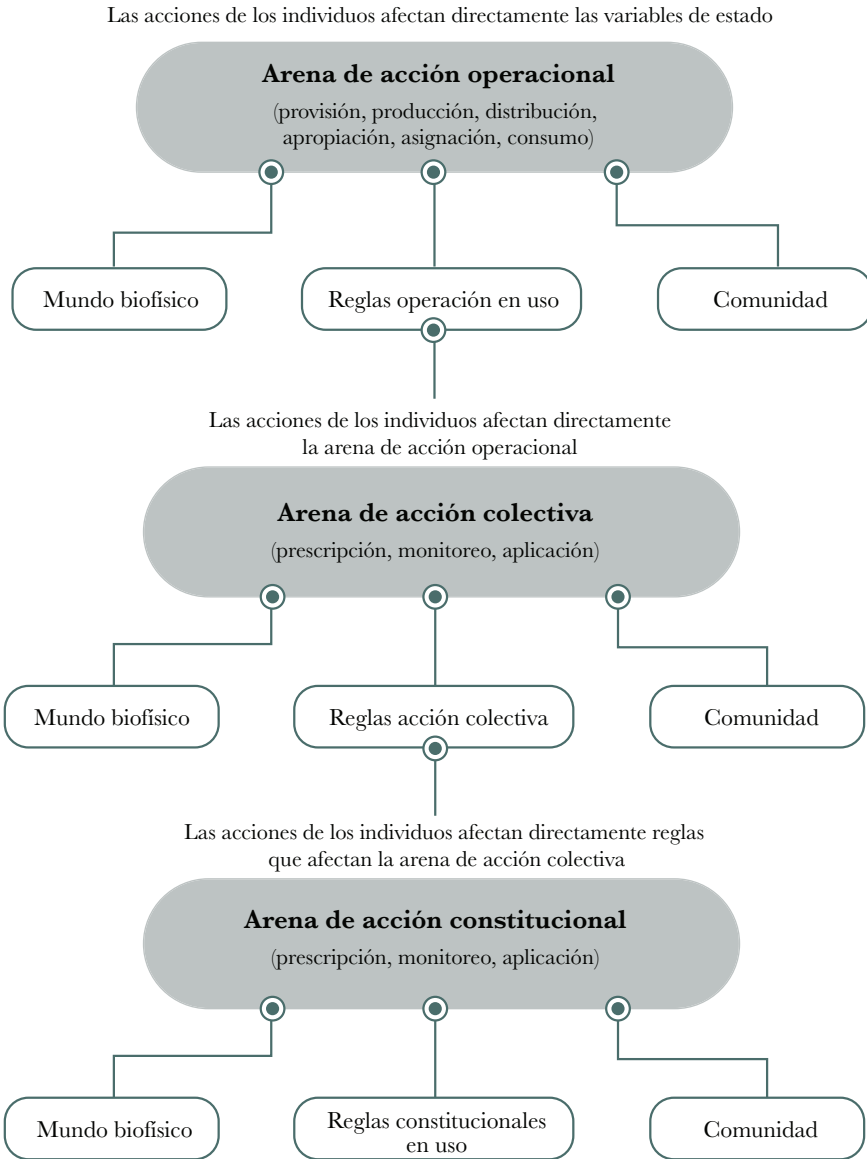 Las acciones de los individuos afectan directamente las variables de estado
Arena de acción operacional
(provisión, producción, distribución,
apropiación, asignación, consumo)
Mundo biofísico
Reglas operación en uso
Comunidad
Las acciones de los individuos afectan directamente
la arena de acción operacional
Arena de acción colectiva
(prescripción, monitoreo, aplicación)
Mundo biofísico
Reglas acción colectiva
Comunidad
Las acciones de los individuos afectan directamente reglas
que afectan la arena de acción colectiva
Arena de acción constitucional
(prescripción, monitoreo, aplicación)
Mundo biofísico
Reglas constitucionales
en uso
Comunidad